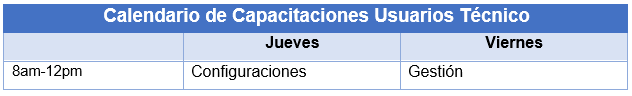 Calendario de Capacitaciones Usuarios Técnico
Jueves Viernes
8am-12pm Configuraciones Gestión